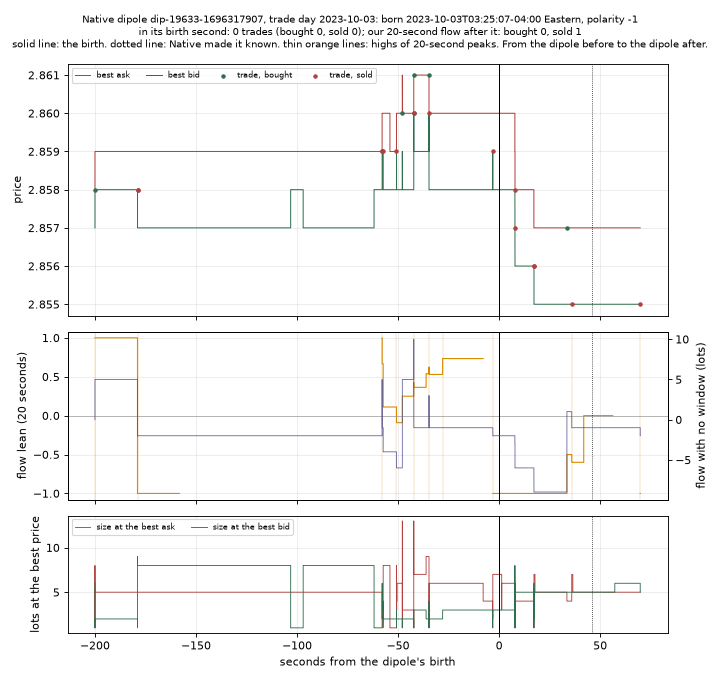 Native dipole dip-19633-1696317907, trade day 2023-10-03: born 2023-10-03T03:25:07-04:00 Eastern, polarity -1
in its birth second: 0 trades (bought 0, sold 0); our 20-second flow after it: bought 0, sold 1
solid line: the birth. dotted line: Native made it known. thin orange lines: highs of 20-second peaks. From the dipole before to the dipole after.
best ask
best bid
trade, bought
trade, sold
2.861
2.860
2.859
2.858
2.857
2.856
2.855
price
1.0
0.5
0.0
−0.5
−1.0
flow lean (20 seconds)
10
5
0
−5
flow with no window (lots)
size at the best ask
size at the best bid
10
5
lots at the best price
−200
−150
−100
−50
0
50
seconds from the dipole's birth